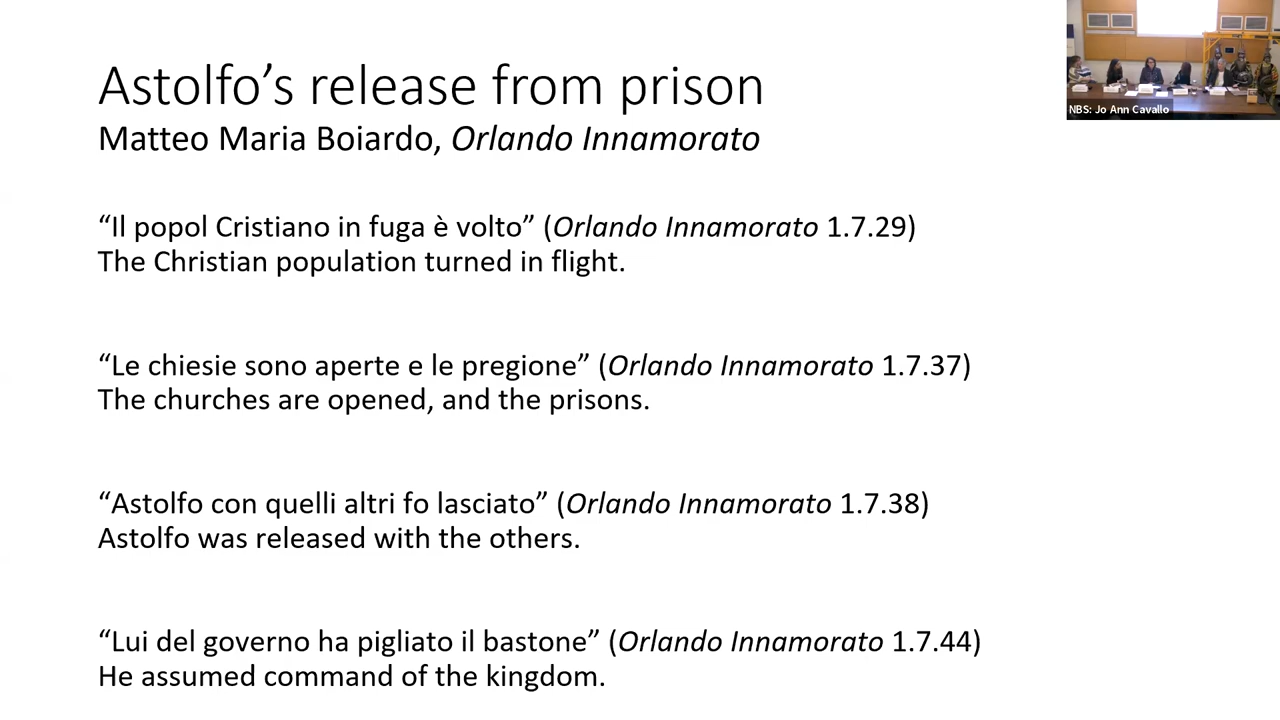 Astolfo’s release from prison
Matteo Maria Boiardo, Orlando Innamorato
“Il popol Cristiano in fuga è volto” (Orlando Innamorato 1.7.29)
The Christian population turned in flight.
“Le chiesie sono aperte e le pregione” (Orlando Innamorato 1.7.37)
The churches are opened, and the prisons.
“Astolfo con quelli altri fo lasciato” (Orlando Innamorato 1.7.38)
Astolfo was released with the others.
“Lui del governo ha pigliato il bastone” (Orlando Innamorato 1.7.44)
He assumed command of the kingdom.
NBS: Jo Ann Cavallo